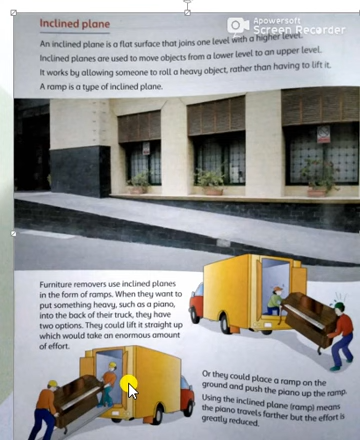 Inclined plane
Apowersoft
Screen Recorder
An inclined plane is a flat surface that joins one level with a higher level.
Inclined planes are used to move objects from a lower level to an upper level.
It works by allowing someone to roll a heavy object, rather than having to lift it.
A ramp is a type of inclined plane.
Furniture removers use inclined planes
in the form of ramps. When they want to
put something heavy, such as a piano,
into the back of their truck, they have
two options. They could lift it straight up
which would take an enormous amount
of effort.
Or they could place a ramp on the
ground and push the piano up the ramp.
Using the inclined plane (ramp) means
the piano travels farther but the effort is
greatly reduced.